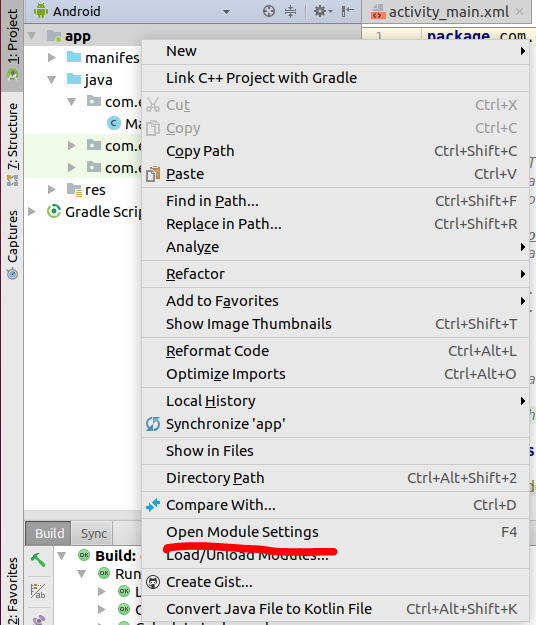 Android
activity_main.xml
1: Project
app
1
package com.
manifes
java
com.e
Ma
com.e
com.e
res
Gradle Scrip
7: Structure
Captures
2: Favorites
New
Link C++ Project with Gradle
Cut Ctrl+X
Copy Ctrl+C
Copy Path Ctrl+Shift+C
Paste Ctrl+V
Find in Path... Ctrl+Shift+F
Replace in Path... Ctrl+Shift+R
Analyze
Refactor
Add to Favorites
Show Image Thumbnails Ctrl+Shift+T
Reformat Code Ctrl+Alt+L
Optimize Imports Ctrl+Alt+O
Local History
Synchronize 'app'
Show in Files
Directory Path Ctrl+Alt+Shift+2
Compare With... Ctrl+D
Open Module Settings F4
Load/Unload Modules...
Create Gist...
Convert Java File to Kotlin File Ctrl+Alt+Shift+K
Build Sync
Build:
Run